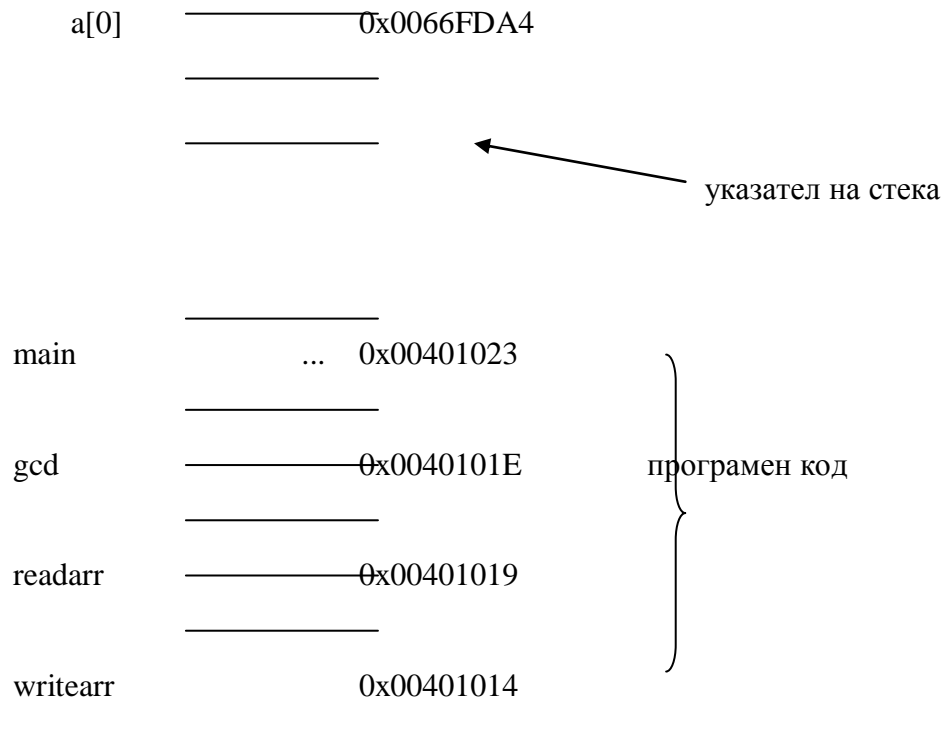 a[0] 0x0066FDA4
указател на стека
main ... 0x00401023
gcd 0x0040101E програмен код
readarr 0x00401019
writearr 0x00401014